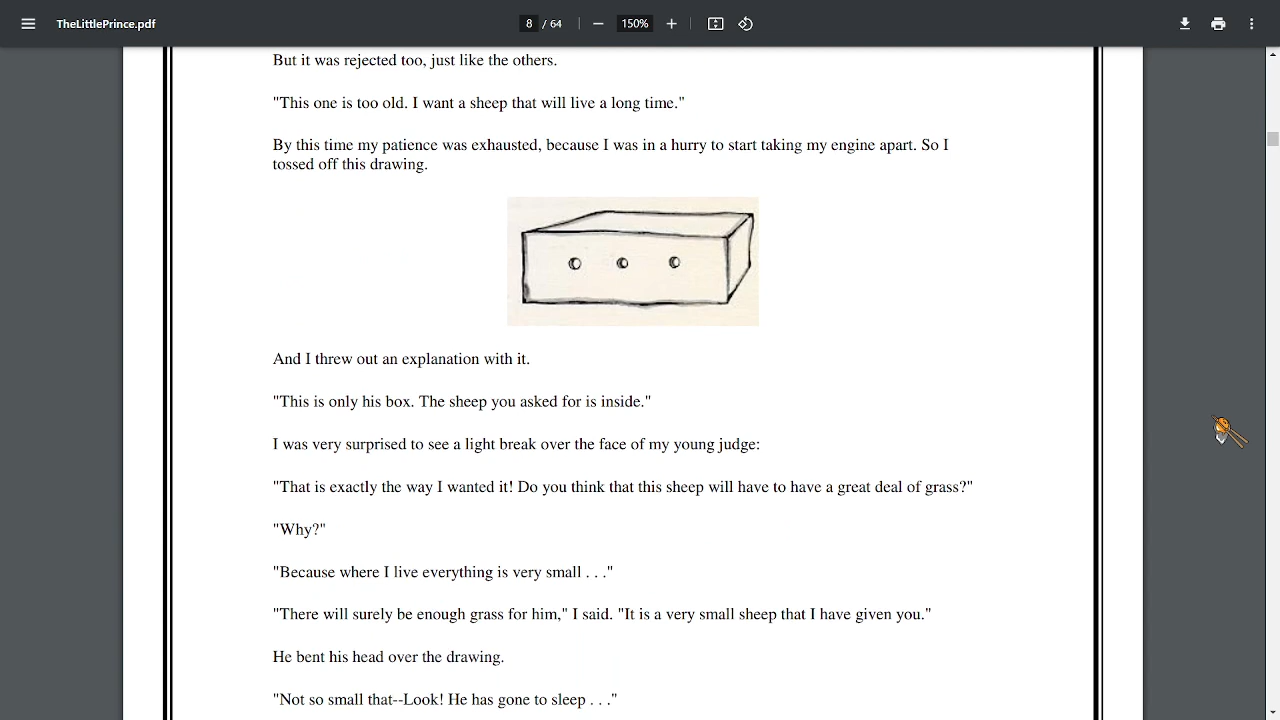 TheLittlePrince.pdf
8 / 64
150%
But it was rejected too, just like the others.
"This one is too old. I want a sheep that will live a long time."
By this time my patience was exhausted, because I was in a hurry to start taking my engine apart. So I
tossed off this drawing.
And I threw out an explanation with it.
"This is only his box. The sheep you asked for is inside."
I was very surprised to see a light break over the face of my young judge:
"That is exactly the way I wanted it! Do you think that this sheep will have to have a great deal of grass?"
"Why?"
"Because where I live everything is very small . . ."
"There will surely be enough grass for him," I said. "It is a very small sheep that I have given you."
He bent his head over the drawing.
"Not so small that--Look! He has gone to sleep . . ."